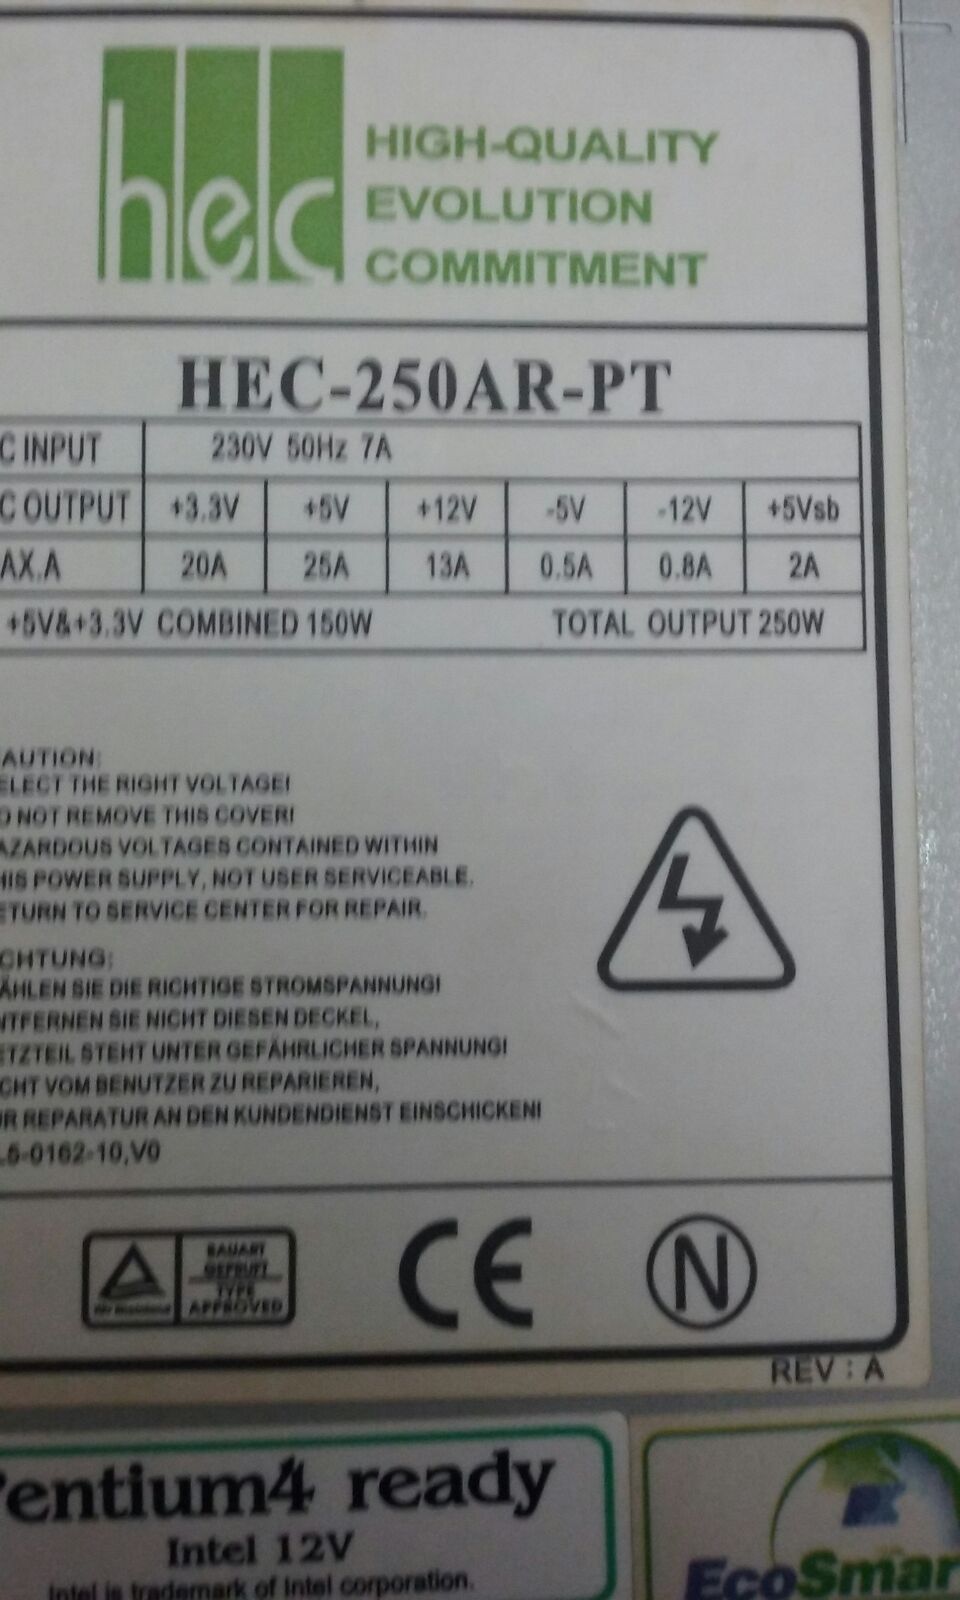 hec
HIGH-QUALITY
EVOLUTION
COMMITMENT
HEC-250AR-PT
C INPUT 230V 50Hz 7A
C OUTPUT +3.3V +5V +12V -5V -12V +5Vsb
AX.A 20A 25A 13A 0.5A 0.8A 2A
+5V&+3.3V COMBINED 150W TOTAL OUTPUT 250W
AUTION:
ELECT THE RIGHT VOLTAGE!
O NOT REMOVE THIS COVER!
AZARDOUS VOLTAGES CONTAINED WITHIN
HIS POWER SUPPLY, NOT USER SERVICEABLE.
ETURN TO SERVICE CENTER FOR REPAIR.
CHTUNG:
ÄHLEN SIE DIE RICHTIGE STROMSPANNUNG!
NTFERNEN SIE NICHT DIESEN DECKEL,
ETZTEIL STEHT UNTER GEFÄHRLICHER SPANNUNG!
CHT VOM BENUTZER ZU REPARIEREN,
UR REPARATUR AN DEN KUNDENDIENST EINSCHICKEN!
L5-0162-10,V0
TÜV Rheinland
BAUART
GEPRÜFT
TYPE
APPROVED
CE
N
REV : A
Pentium4 ready
Intel 12V
Intel is trademark of Intel corporation.
EcoSmar